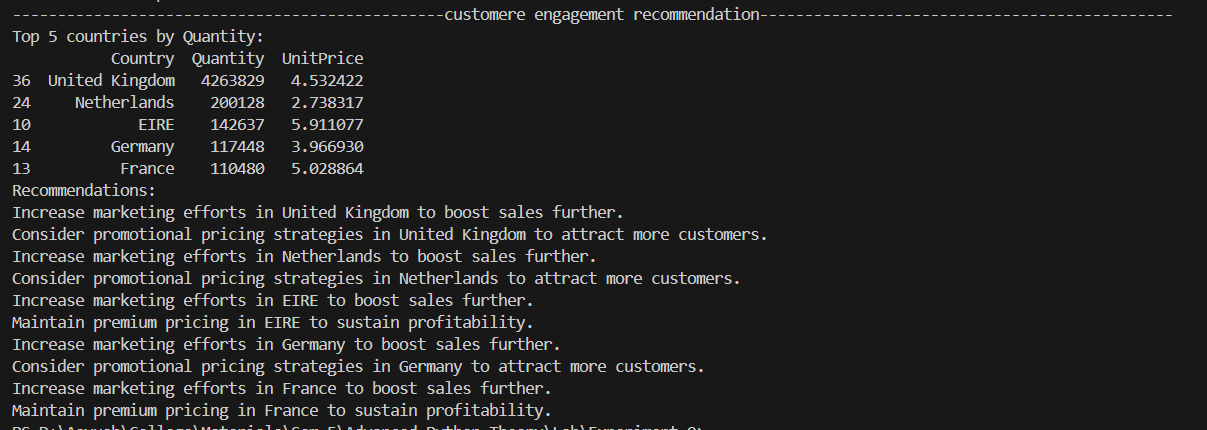 ------------------------------------------------customere engagement recommendation----------------------------------------------
Top 5 countries by Quantity:
Country Quantity UnitPrice
36 United Kingdom 4263829 4.532422
24 Netherlands 200128 2.738317
10 EIRE 142637 5.911077
14 Germany 117448 3.966930
13 France 110480 5.028864
Recommendations:
Increase marketing efforts in United Kingdom to boost sales further.
Consider promotional pricing strategies in United Kingdom to attract more customers.
Increase marketing efforts in Netherlands to boost sales further.
Consider promotional pricing strategies in Netherlands to attract more customers.
Increase marketing efforts in EIRE to boost sales further.
Maintain premium pricing in EIRE to sustain profitability.
Increase marketing efforts in Germany to boost sales further.
Consider promotional pricing strategies in Germany to attract more customers.
Increase marketing efforts in France to boost sales further.
Maintain premium pricing in France to sustain profitability.